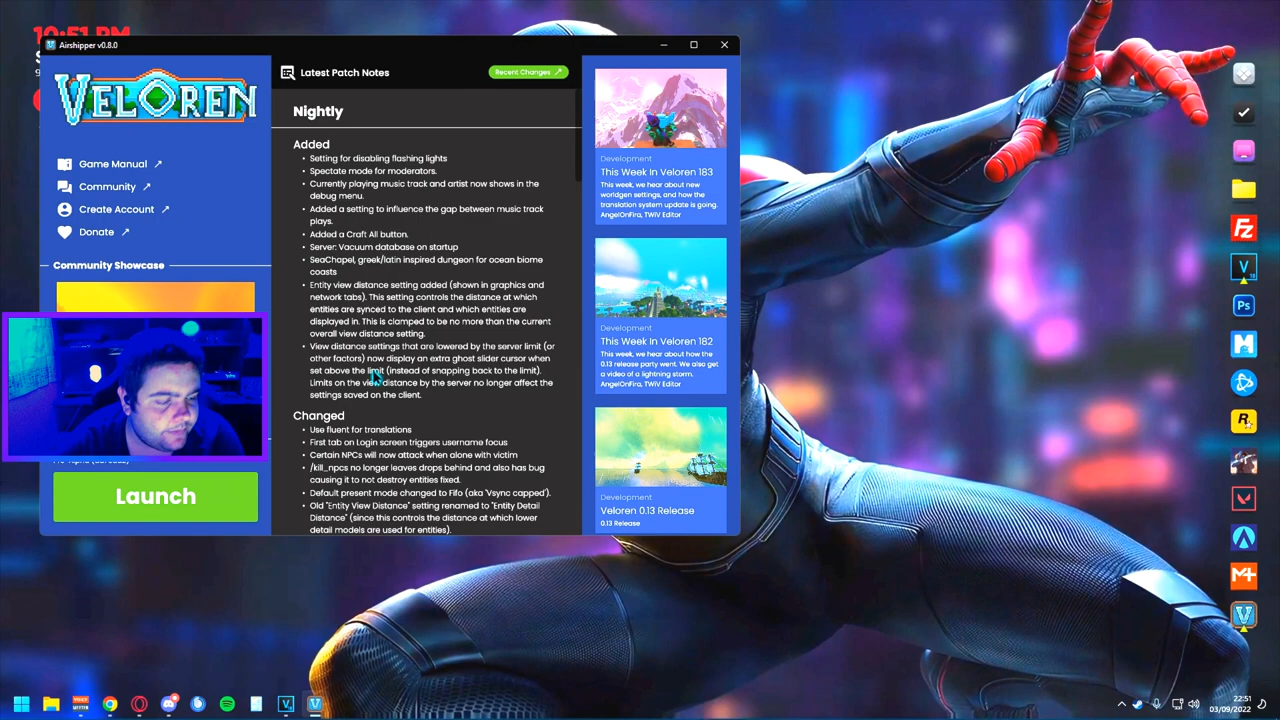 10:51 PM
Airshipper v0.8.0
VELOREN
Game Manual
Community
Create Account
Donate
Community Showcase
Launch
Latest Patch Notes
Recent Changes
Nightly
Added
• Setting for disabling flashing lights
• Spectate mode for moderators.
• Currently playing music track and artist now shows in the
debug menu.
• Added a setting to influence the gap between music track
plays.
• Added a Craft All button.
• Server: Vacuum database on startup
• SeaChapel, greek/latin inspired dungeon for ocean biome
coasts
• Entity view distance setting added (shown in graphics and
network tabs). This setting controls the distance at which
entities are synced to the client and which entities are
displayed in. This is clamped to be no more than the current
overall view distance setting.
• View distance settings that are lowered by the server limit (or
other factors) now display an extra ghost slider cursor when
set above the limit (instead of snapping back to the limit).
Limits on the view distance by the server no longer affect the
settings saved on the client.
Changed
• Use fluent for translations
• First tab on Login screen triggers username focus
• Certain NPCs will now attack when alone with victim
• /kill_npcs no longer leaves drops behind and also has bug
causing it to not destroy entities fixed.
• Default present mode changed to Fifo (aka 'Vsync capped').
• Old "Entity View Distance" setting renamed to "Entity Detail
Distance" (since this controls the distance at which lower
detail models are used for entities).
Development
This Week In Veloren 183
This week, we hear about new
worldgen settings, and how the
translation system update is going.
AngelOnFira, TWiV Editor
Development
This Week In Veloren 182
This week, we hear about how the
0.13 release party went. We also get
a video of a lightning storm.
AngelOnFira, TWiV Editor
Development
Veloren 0.13 Release
0.13 Release
Fz
V
Ps
R
M+
V
22:51
03/09/2022